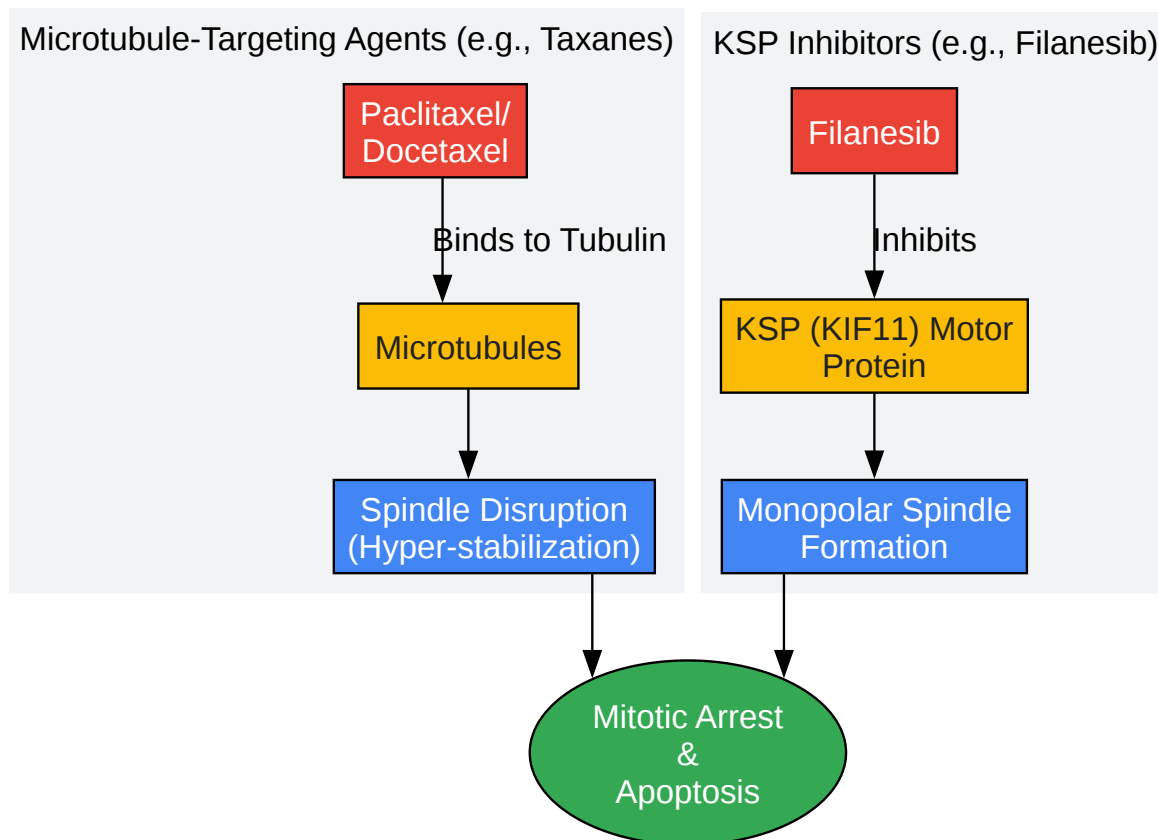 Microtubule-Targeting Agents (e.g., Taxanes)
Paclitaxel/
Docetaxel
Binds to Tubulin
Microtubules
Spindle Disruption
(Hyper-stabilization)
KSP Inhibitors (e.g., Filanesib)
Filanesib
Inhibits
KSP (KIF11) Motor
Protein
Monopolar Spindle
Formation
Mitotic Arrest
&
Apoptosis